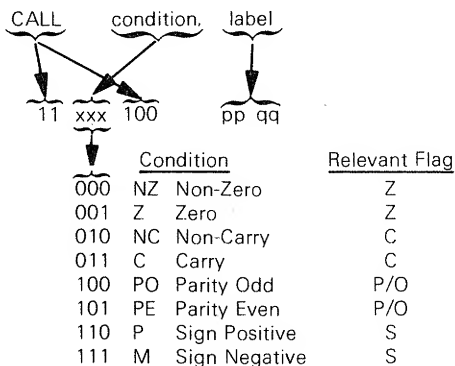 CALL condition, label
11 xxx 100 pp qq
Condition Relevant Flag
000 NZ Non-Zero Z
001 Z Zero Z
010 NC Non-Carry C
011 C Carry C
100 PO Parity Odd P/O
101 PE Parity Even P/O
110 P Sign Positive S
111 M Sign Negative S